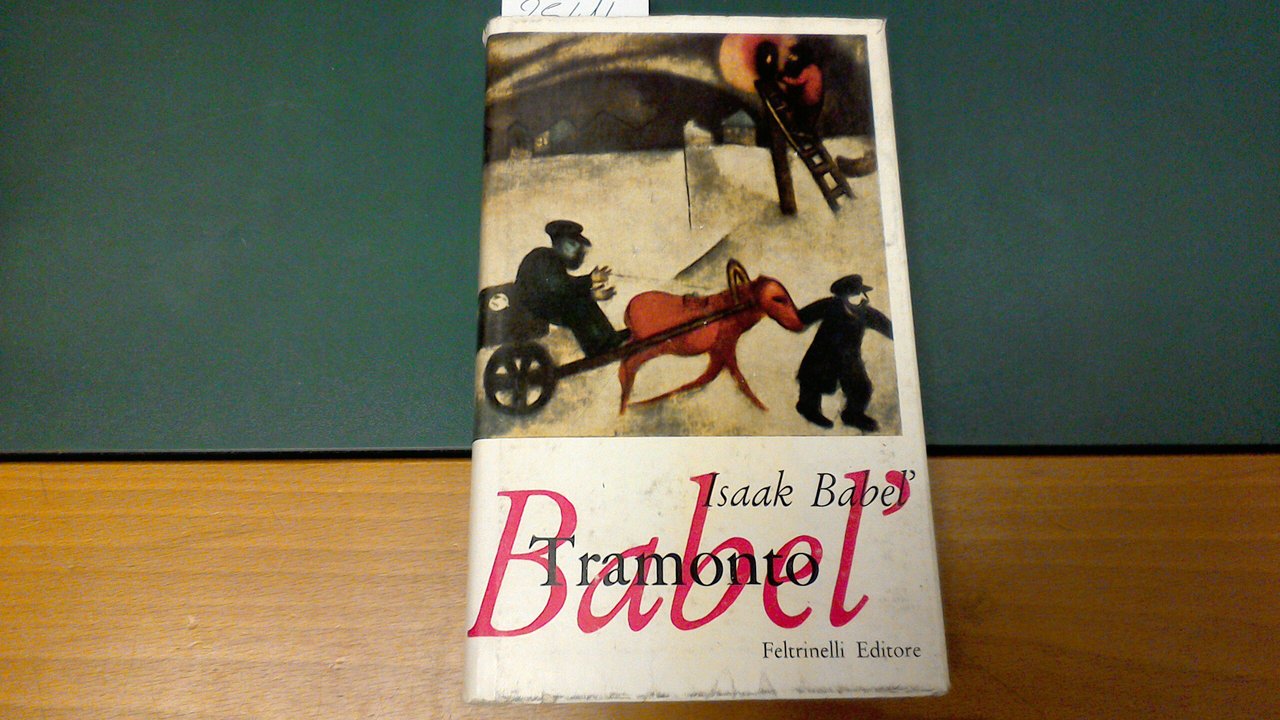 Isaak Babel'
Babel'
Tramonto
Feltrinelli Editore